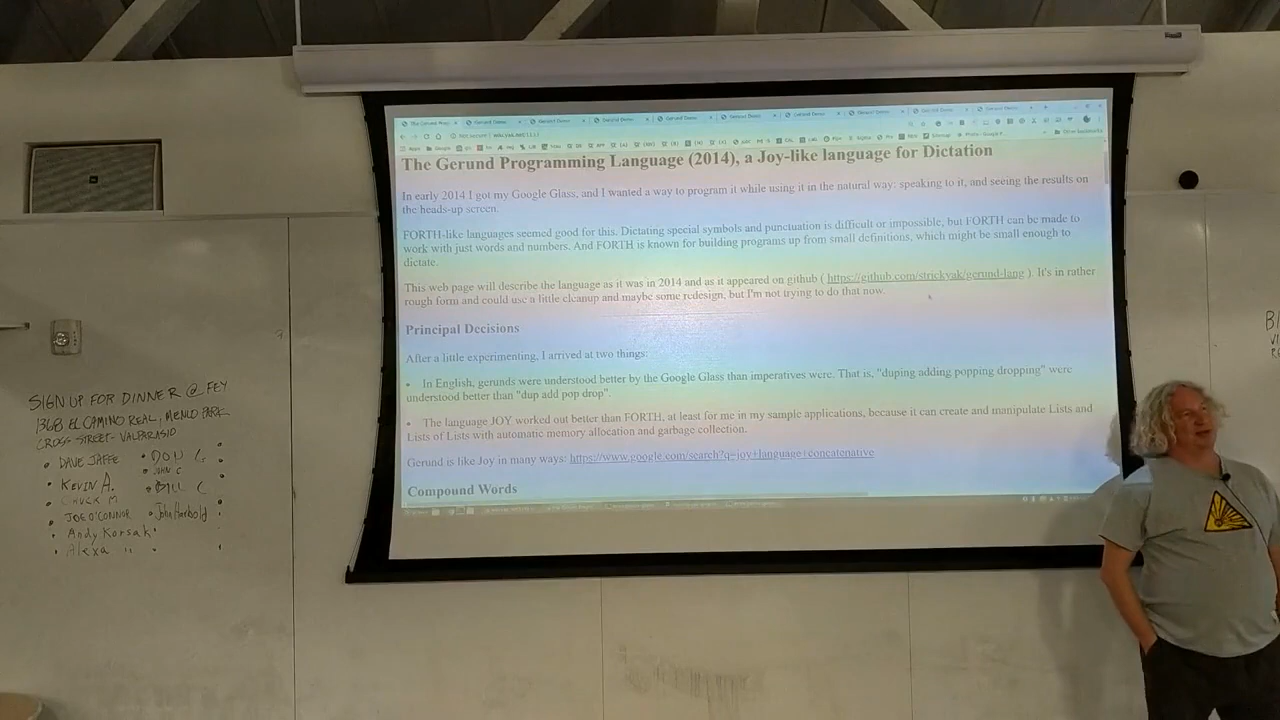 The Gerund Programming Language (2014), a Joy-like language for Dictation
In early 2014 I got my Google Glass, and I wanted a way to program it while using it in the natural way: speaking to it, and seeing the results on
the heads-up screen.
FORTH-like languages seemed good for this. Dictating special symbols and punctuation is difficult or impossible, but FORTH can be made to
work with just words and numbers. And FORTH is known for building programs up from small definitions, which might be small enough to
dictate.
This web page will describe the language as it was in 2014 and as it appeared on github ( https://github.com/strickyak/gerund-lang ). It's in rather
rough form and could use a little cleanup and maybe some redesign, but I'm not trying to do that now.
Principal Decisions
After a little experimenting, I arrived at two things:
• In English, gerunds were understood better by the Google Glass than imperatives were. That is, "duping adding popping dropping" were
understood better than "dup add pop drop".
• The language JOY worked out better than FORTH, at least for me in my sample applications, because it can create and manipulate Lists and
Lists of Lists with automatic memory allocation and garbage collection.
Gerund is like Joy in many ways: https://www.google.com/search?q=joy+language+concatenative
Compound Words
SIGN UP FOR DINNER @ FEY
1368 EL CAMINO REAL, MENLO PARK
CROSS STREET- VALPARASIO
• DAVE JAFFE
• KEVIN A.
• CHUCK M
• JOE O'CONNOR
• Andy Korsak
• Alexa "
• DON
• JOHN C
• BILL C
• John Harbold